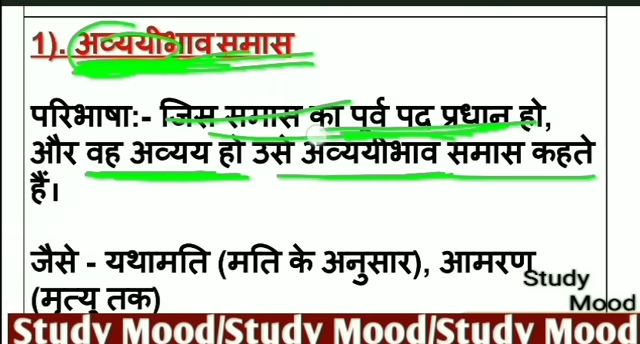 1). अव्ययीभाव समास
परिभाषा:- जिस समास का पूर्व पद प्रधान हो,
और वह अव्यय हो उसे अव्ययीभाव समास कहते
हैं।
जैसे - यथामति (मति के अनुसार), आमरण
(मृत्यु तक)
Study
Mood
Study Mood/Study Mood/Study Mood